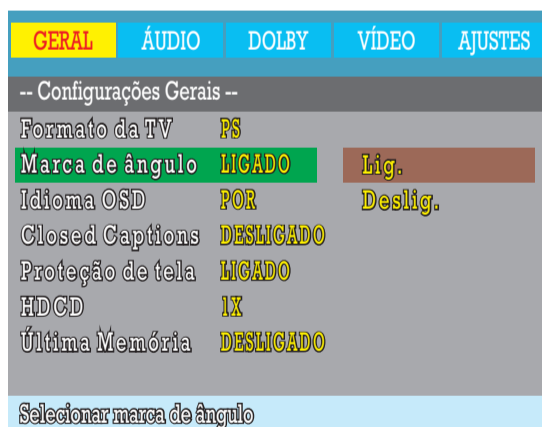 GERAL ÁUDIO DOLBY VÍDEO AJUSTES
-- Configurações Gerais --
Formato da TV PS
Marca de ângulo LIGADO Lig.
Idioma OSD POR Deslig.
Closed Captions DESLIGADO
Proteção de tela LIGADO
HDCD 1X
Última Memória DESLIGADO
Selecionar marca de ângulo